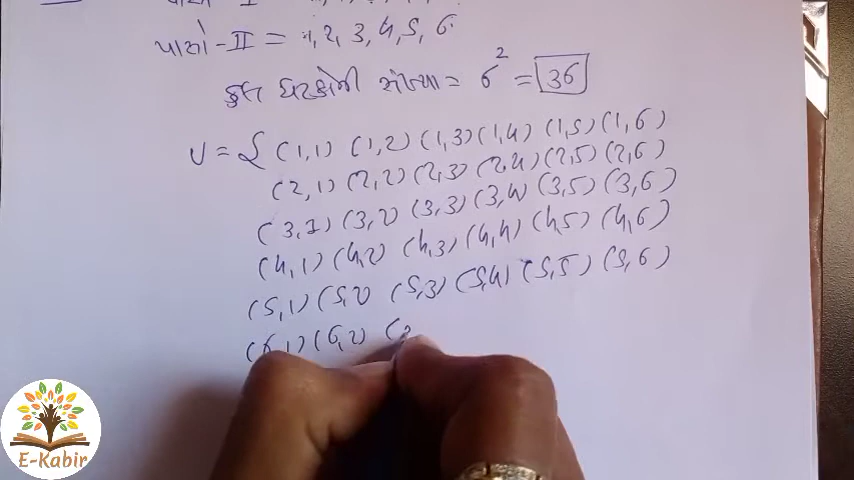 પાસો - II = 1, 2, 3, 4, 5, 6
કુલ ઘટકોની સંખ્યા = 6² = 36
U = { (1,1) (1,2) (1,3) (1,4) (1,5) (1,6)
(2,1) (2,2) (2,3) (2,4) (2,5) (2,6)
(3,1) (3,2) (3,3) (3,4) (3,5) (3,6)
(4,1) (4,2) (4,3) (4,4) (4,5) (4,6)
(5,1) (5,2) (5,3) (5,4) (5,5) (5,6)
(6,1) (6,2) (
E-Kabir